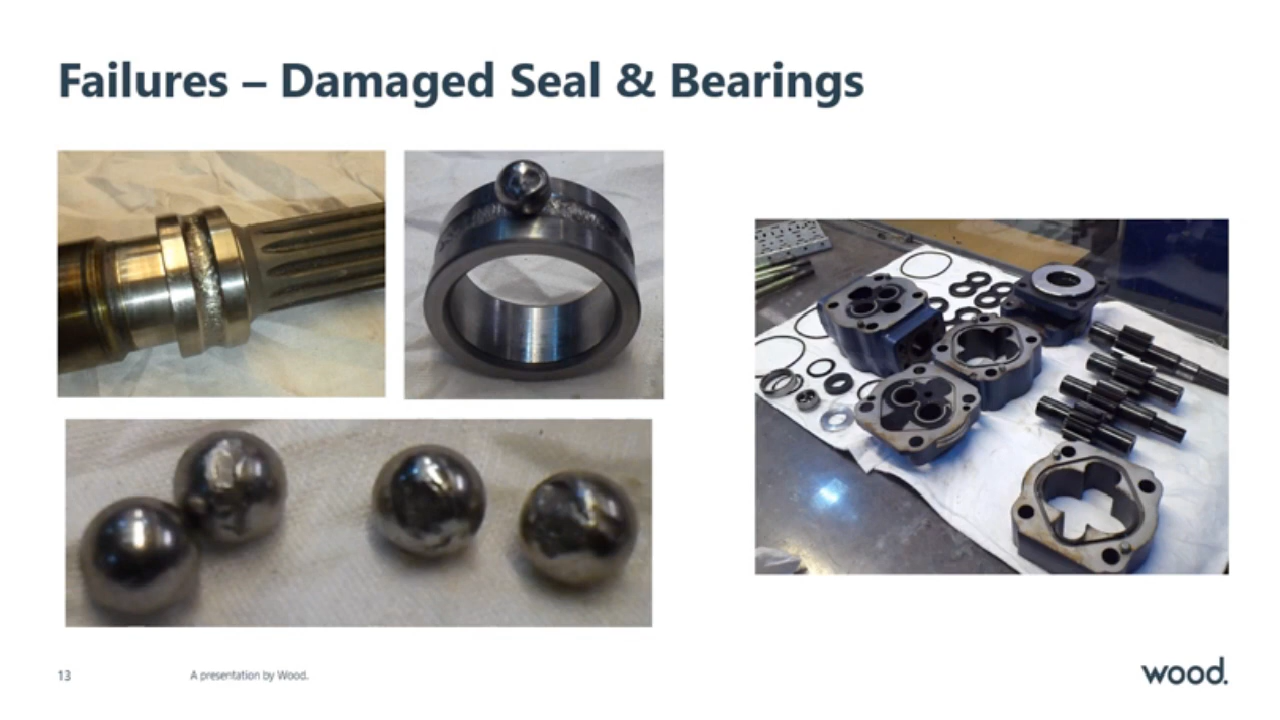 Failures – Damaged Seal & Bearings
13
A presentation by Wood.
wood.